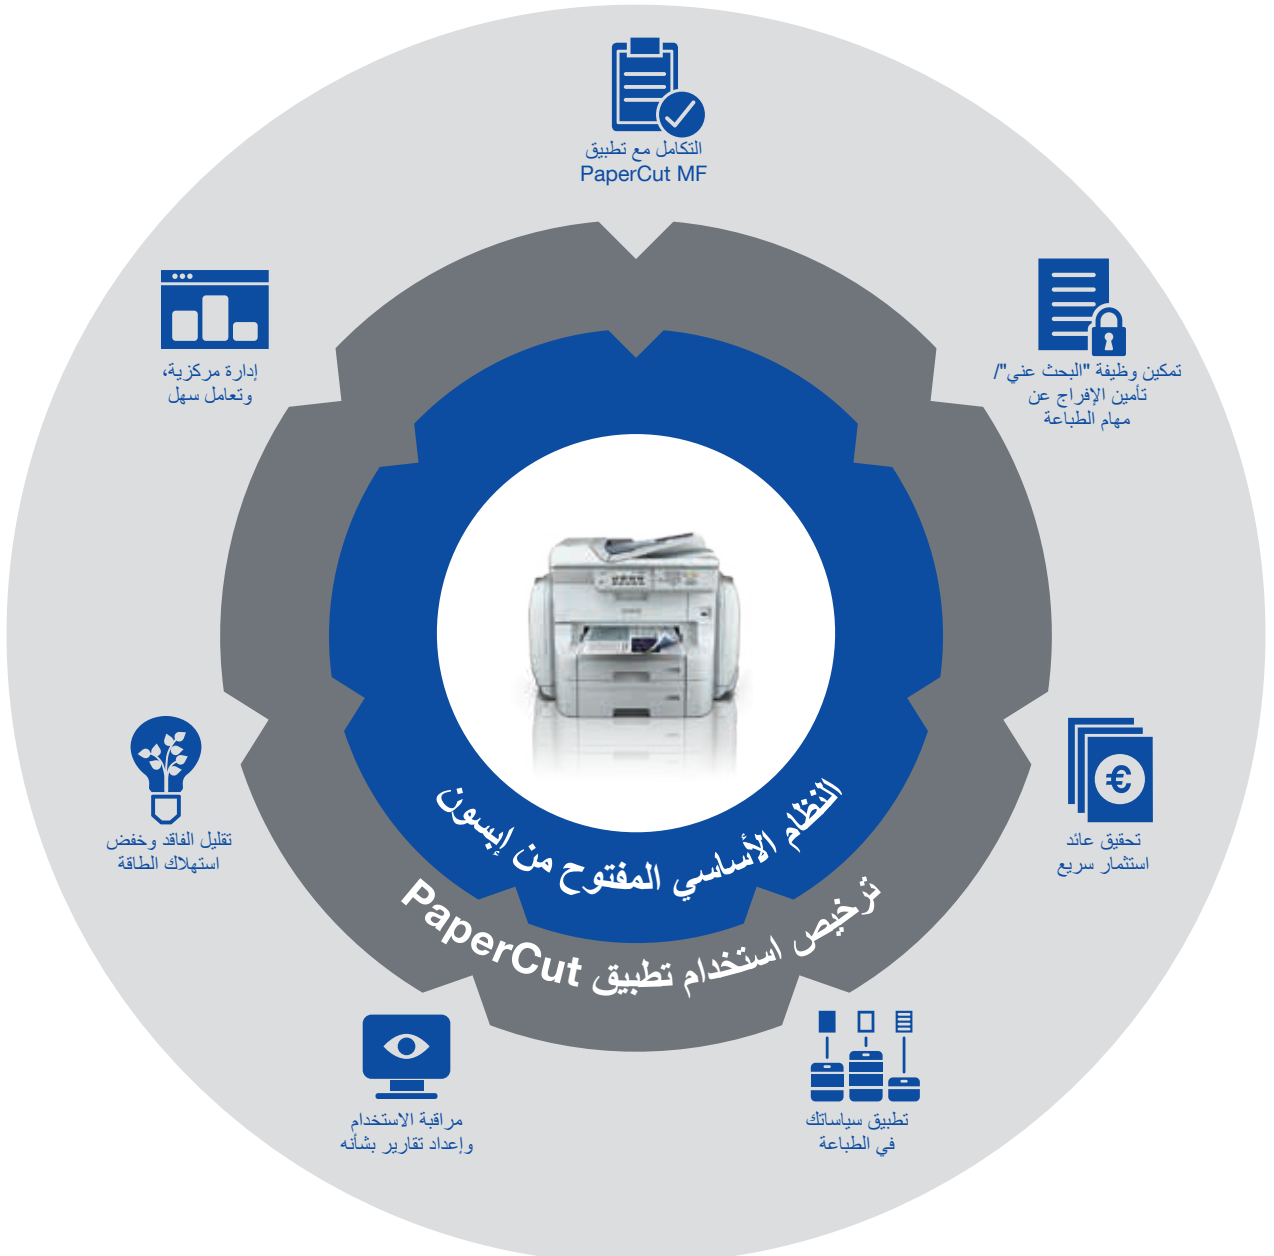 التكامل مع تطبيق
PaperCut MF
تمكين وظيفة "البحث عني"/
تأمين الإفراج عن
مهام الطباعة
إدارة مركزية،
وتعامل سهل
تحقيق عائد
استثمار سريع
تقليل الفاقد وخفض
استهلاك الطاقة
النظام الأساسي المفتوح من إبسون
ترخيص استخدام تطبيق PaperCut
تطبيق سياساتك
في الطباعة
مراقبة الاستخدام
وإعداد تقارير بشأنه